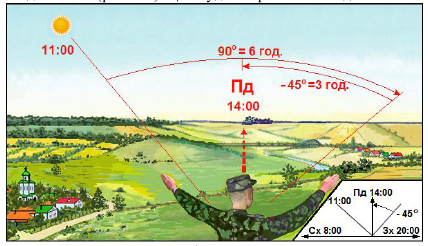 11:00
90° = 6 год.
Пд
14:00
- 45° = 3 год.
Пд 14:00
11:00
- 45°
Сх 8:00
Зх 20:00